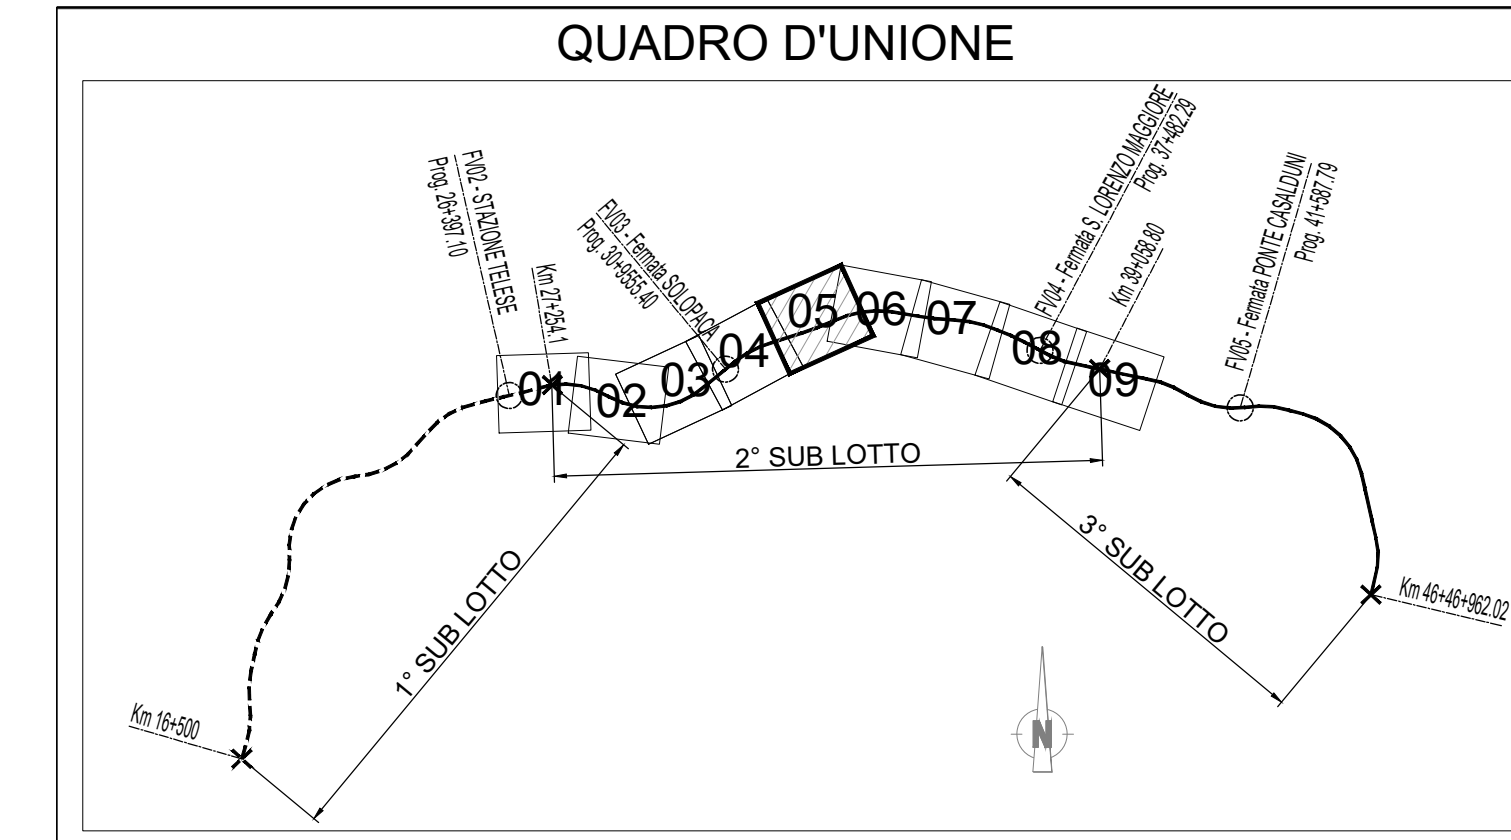 QUADRO D'UNIONE
FV02 - STAZIONE TELESE
Prog. 26+397.10
Km 27+254.1
FV03 - Fermata SOLOPACA
Prog. 30+9555.40
FV04 - Fermata S. LORENZO MAGGIORE
Prog. 37+482.29
Km 39+058.80
FV05 - Fermata PONTE CASALDUNI
Prog. 41+587.79
01
02
03
04
05
06
07
08
09
2° SUB LOTTO
1° SUB LOTTO
3° SUB LOTTO
Km 16+500
Km 46+46+962.02
N